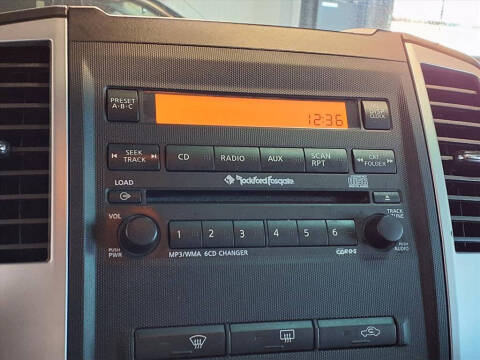 PRESET
A·B·C
12:36
SEEK
TRACK
CD
RADIO
AUX
SCAN
RPT
CAT
FOLDER
LOAD
Rockford Fosgate
VOL
PUSH
PWR
1 2 3 4 5 6
TRACK
TUNE
PUSH
AUDIO
MP3/WMA 6CD CHANGER